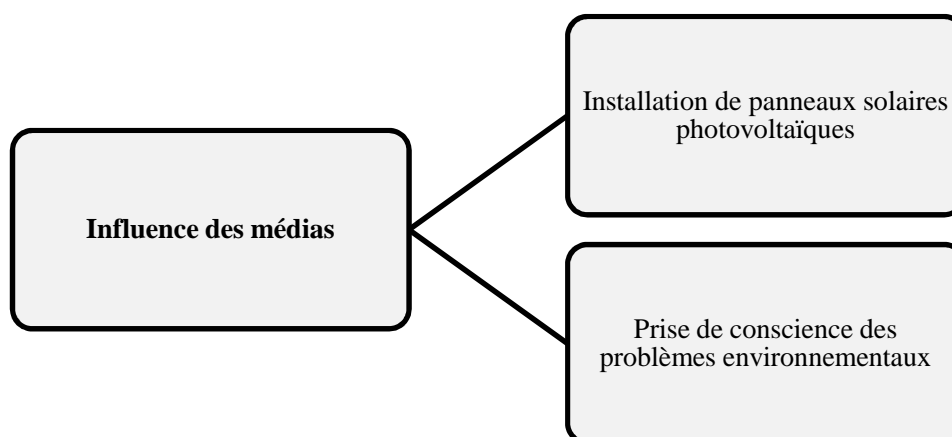 Installation de panneaux solaires
photovoltaïques
Influence des médias
Prise de conscience des
problèmes environnementaux